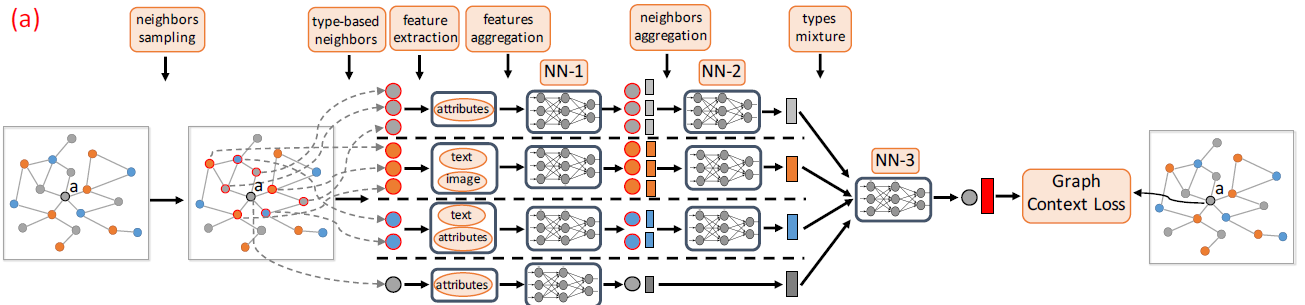 (a)
neighbors
sampling
type-based
neighbors
feature
extraction
features
aggregation
neighbors
aggregation
types
mixture
NN-1
NN-2
attributes
text
image
text
attributes
attributes
a
a
NN-3
Graph
Context Loss
a